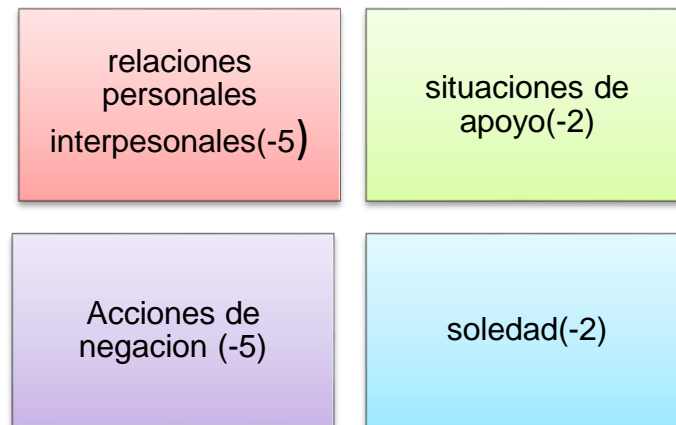 relaciones
personales
interpesonales(-5)
situaciones de
apoyo(-2)
Acciones de
negacion (-5)
soledad(-2)